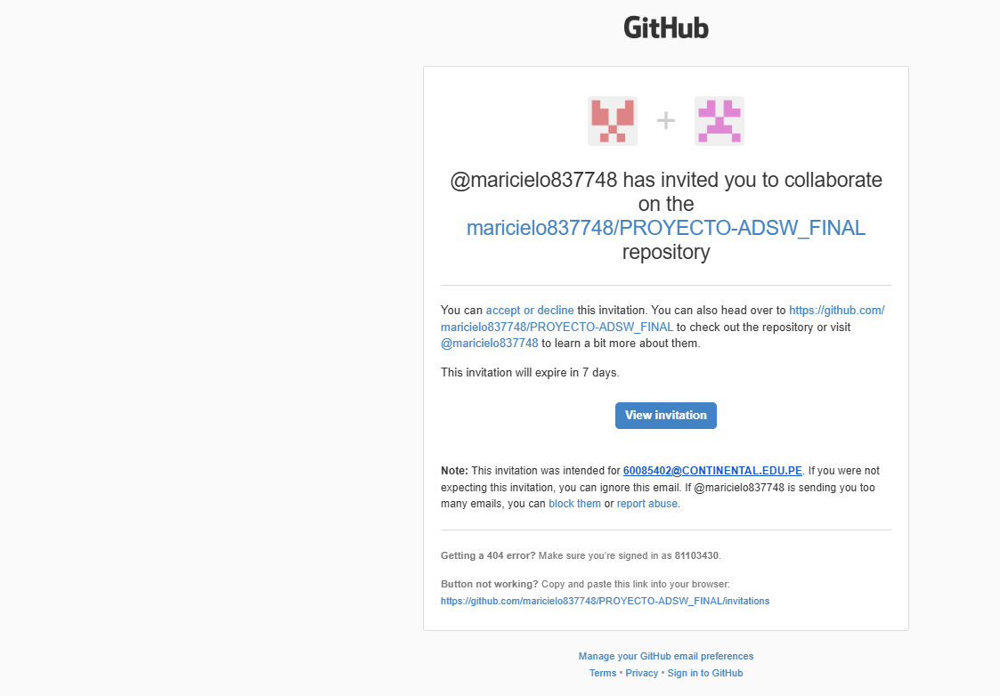 GitHub
+
@maricielo837748 has invited you to collaborate
on the
maricielo837748/PROYECTO-ADSW_FINAL
repository
You can accept or decline this invitation. You can also head over to https://github.com/
maricielo837748/PROYECTO-ADSW_FINAL to check out the repository or visit
@maricielo837748 to learn a bit more about them.
This invitation will expire in 7 days.
View invitation
Note: This invitation was intended for 60085402@CONTINENTAL.EDU.PE. If you were not
expecting this invitation, you can ignore this email. If @maricielo837748 is sending you too
many emails, you can block them or report abuse.
Getting a 404 error? Make sure you're signed in as 81103430.
Button not working? Copy and paste this link into your browser:
https://github.com/maricielo837748/PROYECTO-ADSW_FINAL/invitations
Manage your GitHub email preferences
Terms • Privacy • Sign in to GitHub